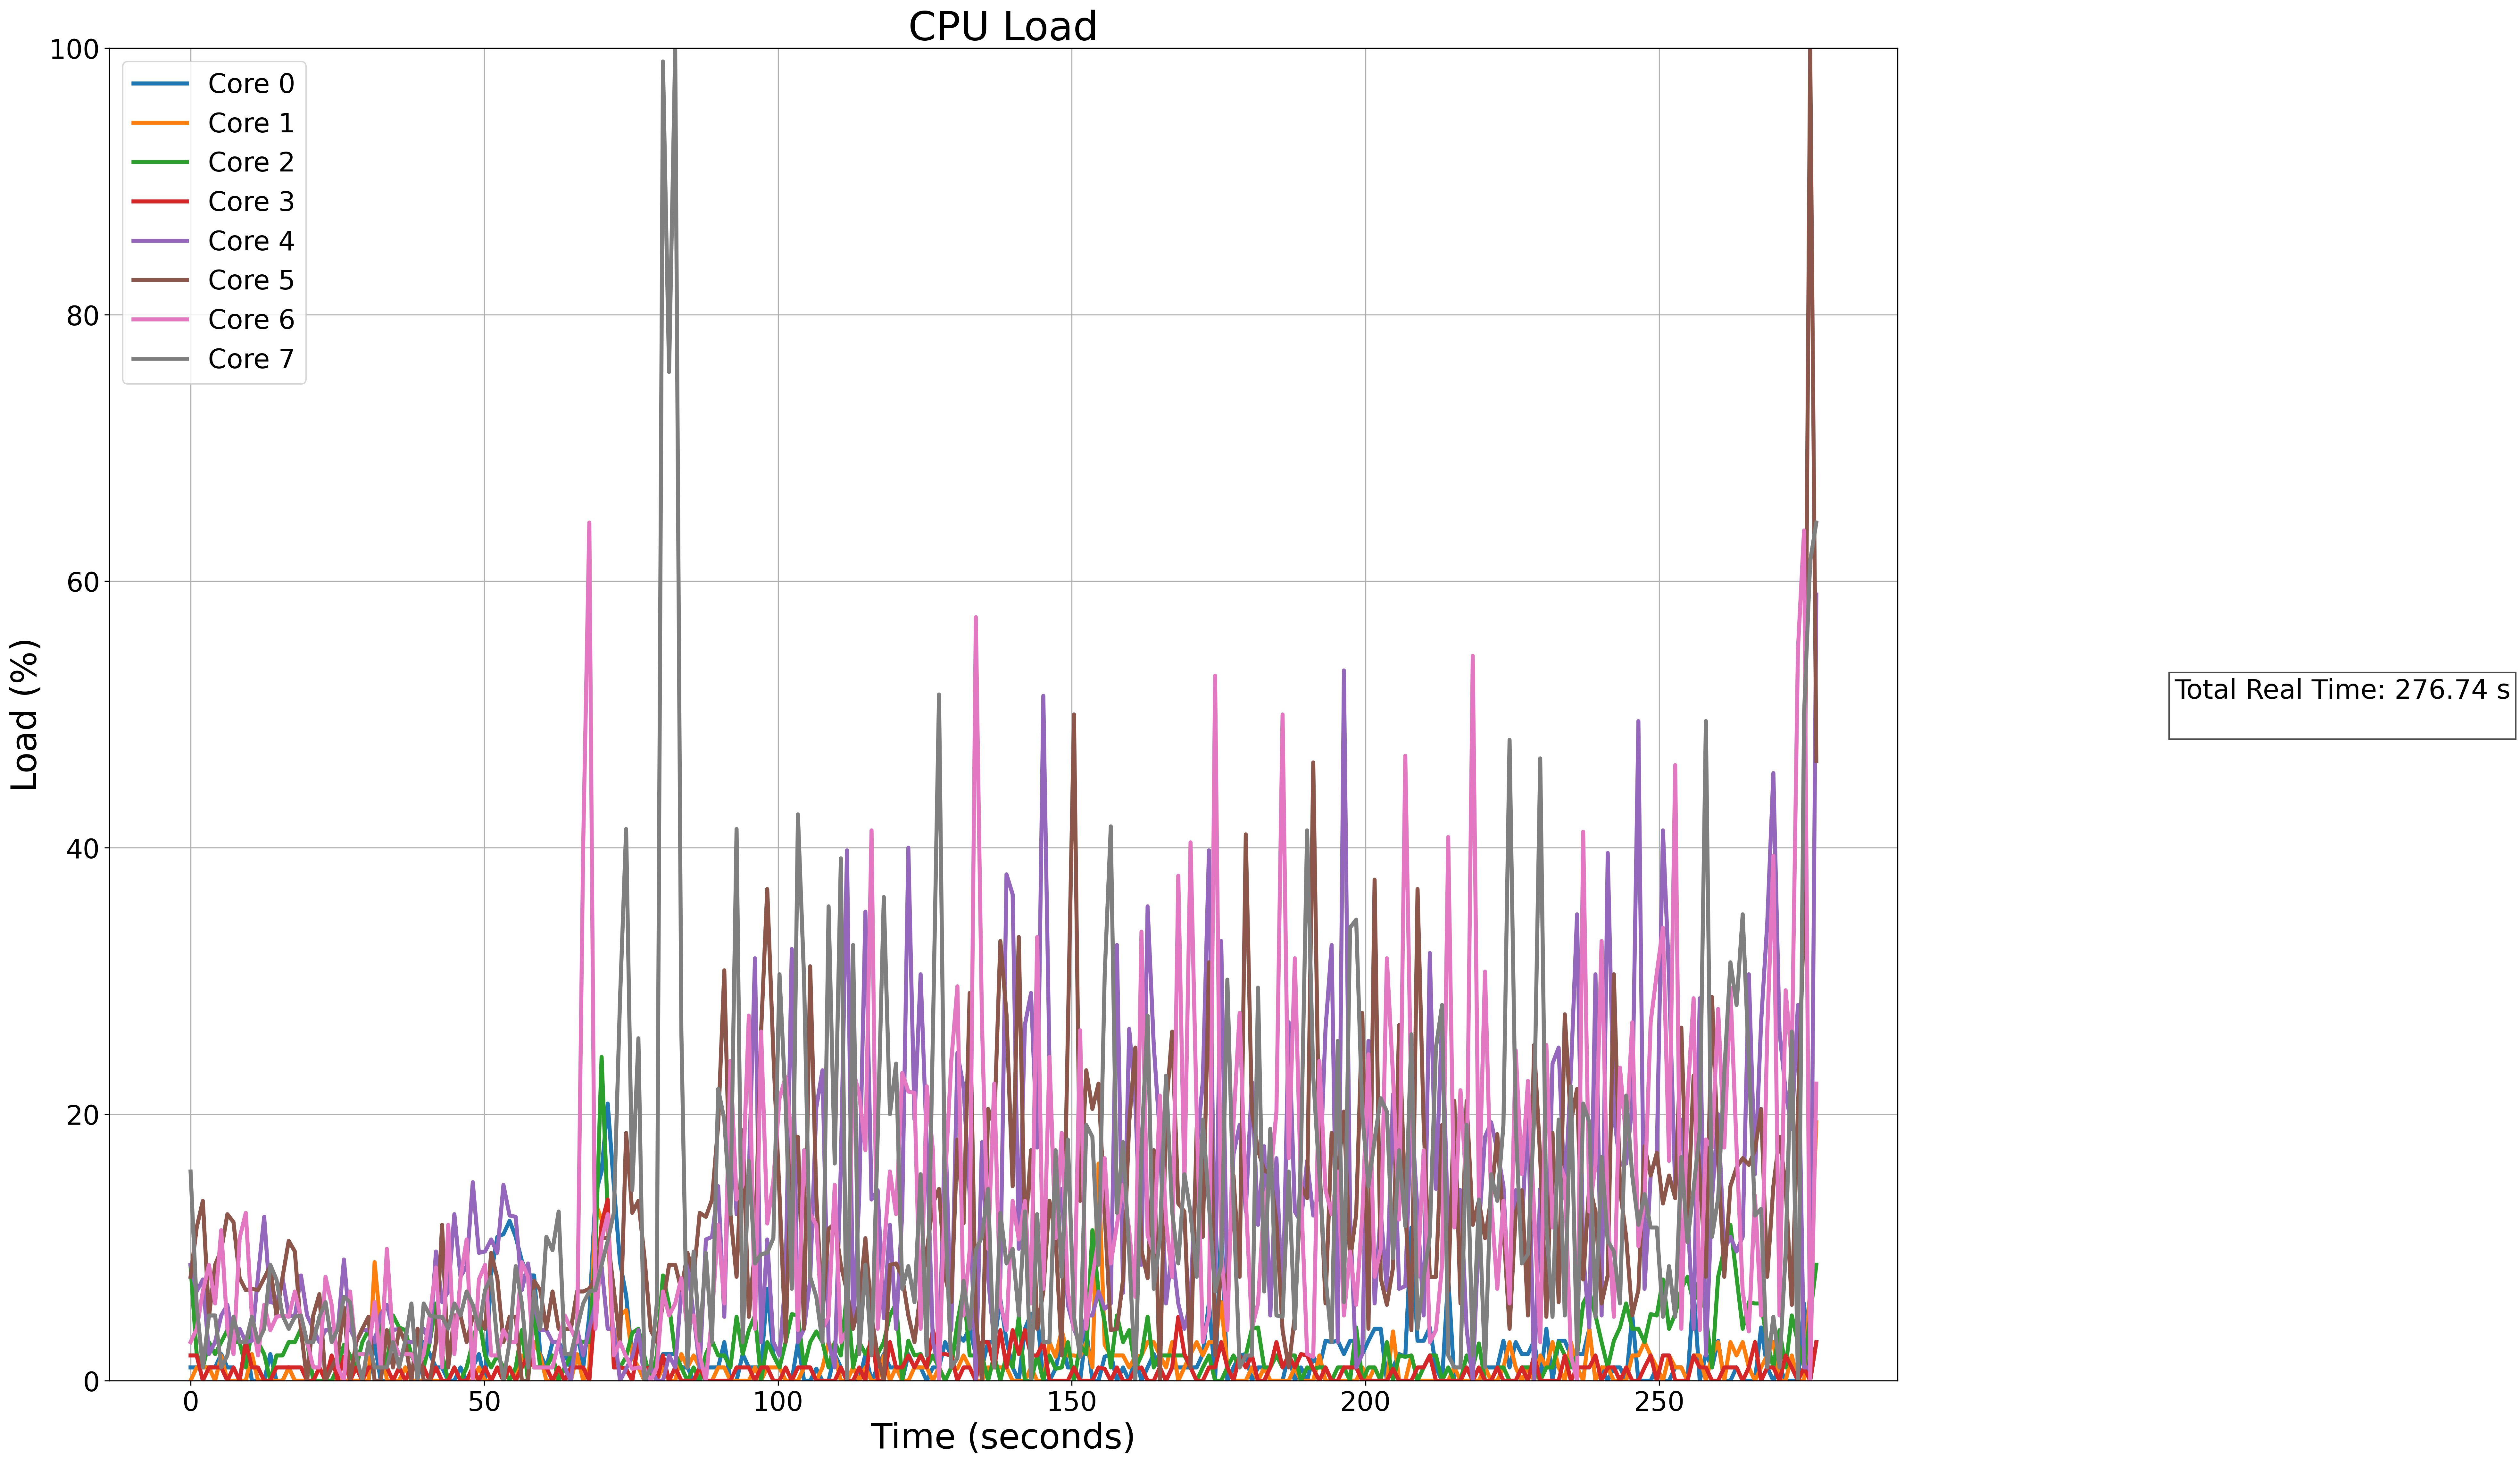 CPU Load
100
80
60
40
20
0
Load (%)
Core 0
Core 1
Core 2
Core 3
Core 4
Core 5
Core 6
Core 7
0 50 100 150 200 250
Time (seconds)
Total Real Time: 276.74 s